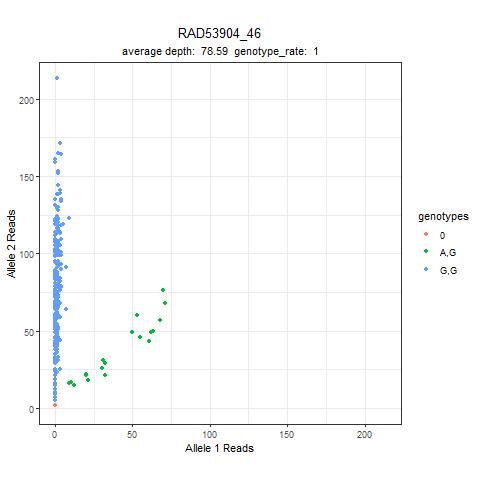 RAD53904_46
average depth: 78.59 genotype_rate: 1
200
150
100
50
0
Allele 2 Reads
0 50 100 150 200
Allele 1 Reads
genotypes
0
A,G
G,G